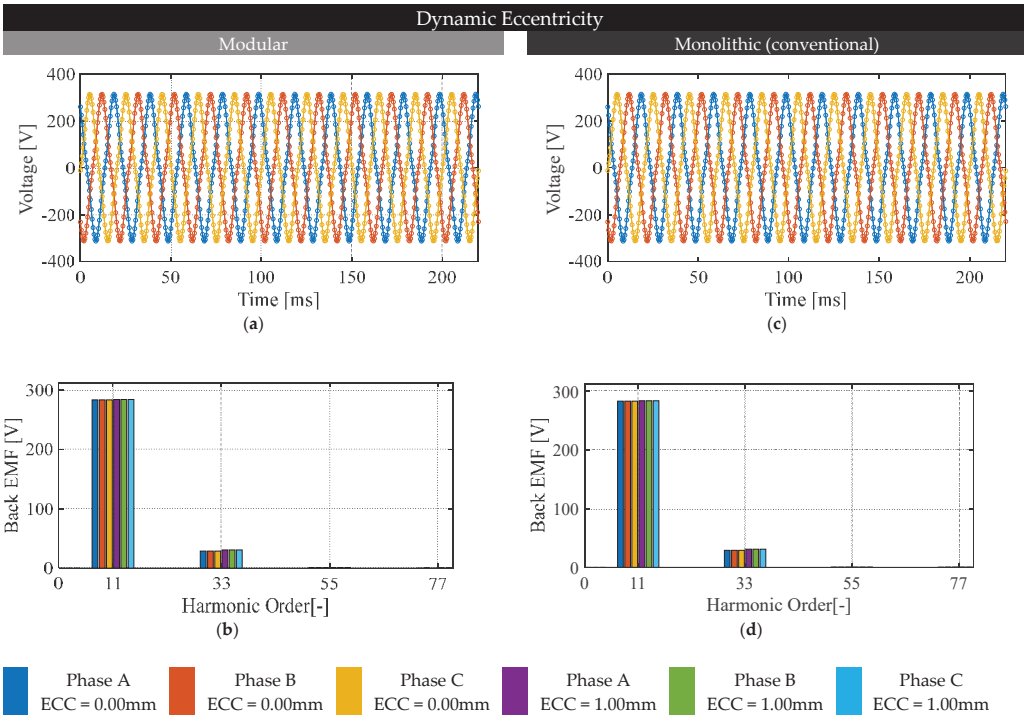 Dynamic Eccentricity
Modular
Monolithic (conventional)
400
200
0
-200
-400
Voltage [V]
0 50 100 150 200
Time [ms]
(a)
400
200
0
-200
-400
Voltage [V]
0 50 100 150 200
Time [ms]
(c)
300
200
100
0
Back EMF [V]
0 11 33 55 77
Harmonic Order[-]
(b)
300
200
100
0
Back EMF [V]
0 11 33 55 77
Harmonic Order[-]
(d)
Phase A
ECC = 0.00mm
Phase B
ECC = 0.00mm
Phase C
ECC = 0.00mm
Phase A
ECC = 1.00mm
Phase B
ECC = 1.00mm
Phase C
ECC = 1.00mm